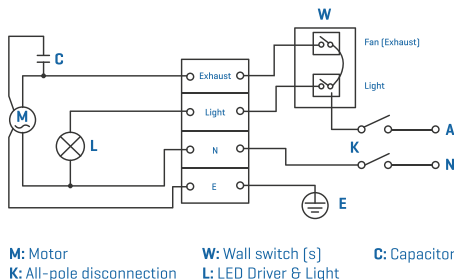 W
Fan (Exhaust)
C
Exhaust
Light
Light
M
A
L
N
K
N
E
E
M: Motor
W: Wall switch (s)
C: Capacitor
K: All-pole disconnection
L: LED Driver & Light